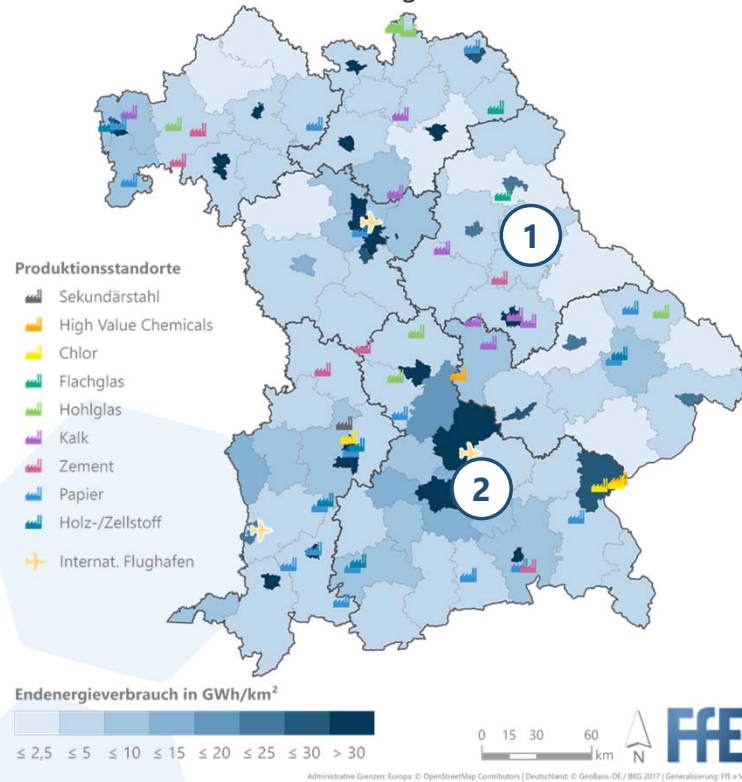 1
2
Produktionsstandorte
Sekundärstahl
High Value Chemicals
Chlor
Flachglas
Hohlglas
Kalk
Zement
Papier
Holz-/Zellstoff
Internat. Flughafen
Endenergieverbrauch in GWh/km²
≤ 2,5 ≤ 5 ≤ 10 ≤ 15 ≤ 20 ≤ 25 ≤ 30 > 30
0 15 30 60
km N
FfE
Administrative Grenzen: Europa: © OpenStreetMap Contributors | Deutschland: © GeoBasis-DE / BKG 2017 | Generalisierung: FfE e.V.